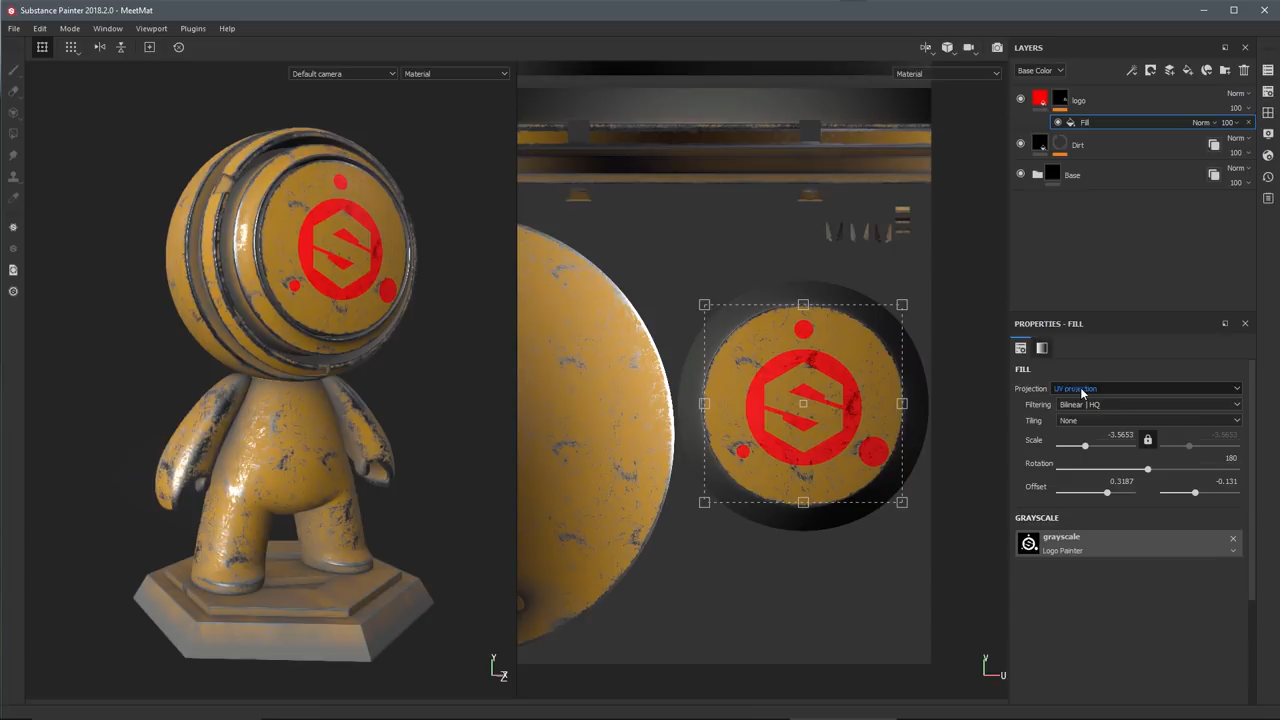 Substance Painter 2018.2.0 - MeetMat
File Edit Mode Window Viewport Plugins Help
Default camera Material Material
LAYERS
Base Color
logo Norm 100
Fill Norm 100
Dirt Norm 100
Base Norm 100
PROPERTIES - FILL
FILL
Projection UV projection
Filtering Bilinear | HQ
Tiling None
Scale -3.5653 -3.5653
Rotation 180
Offset 0.3187 -0.131
GRAYSCALE
grayscale
Logo Painter
Y
Z
V
U